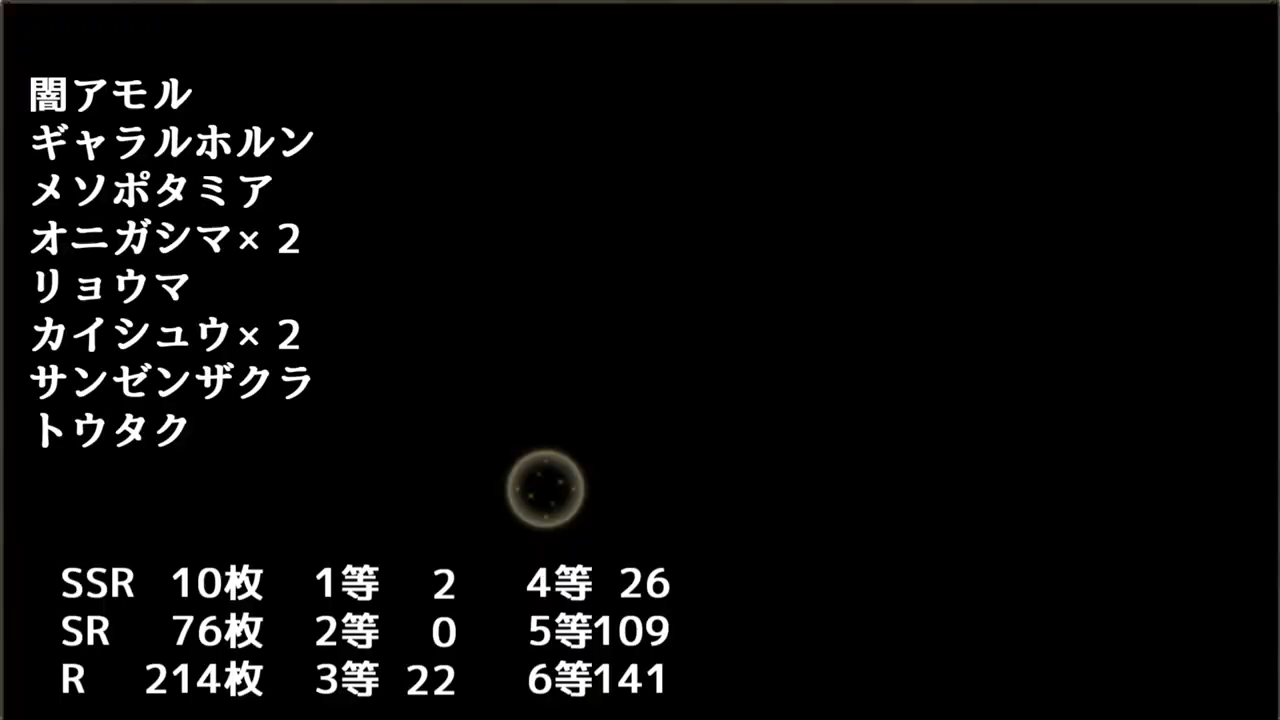 闇アモル
ギャラルホルン
メソポタミア
オニガシマ× 2
リョウマ
カイシュウ× 2
サンゼンザクラ
トウタク
SSR 10枚 1等 2 4等 26
SR 76枚 2等 0 5等109
R 214枚 3等 22 6等141